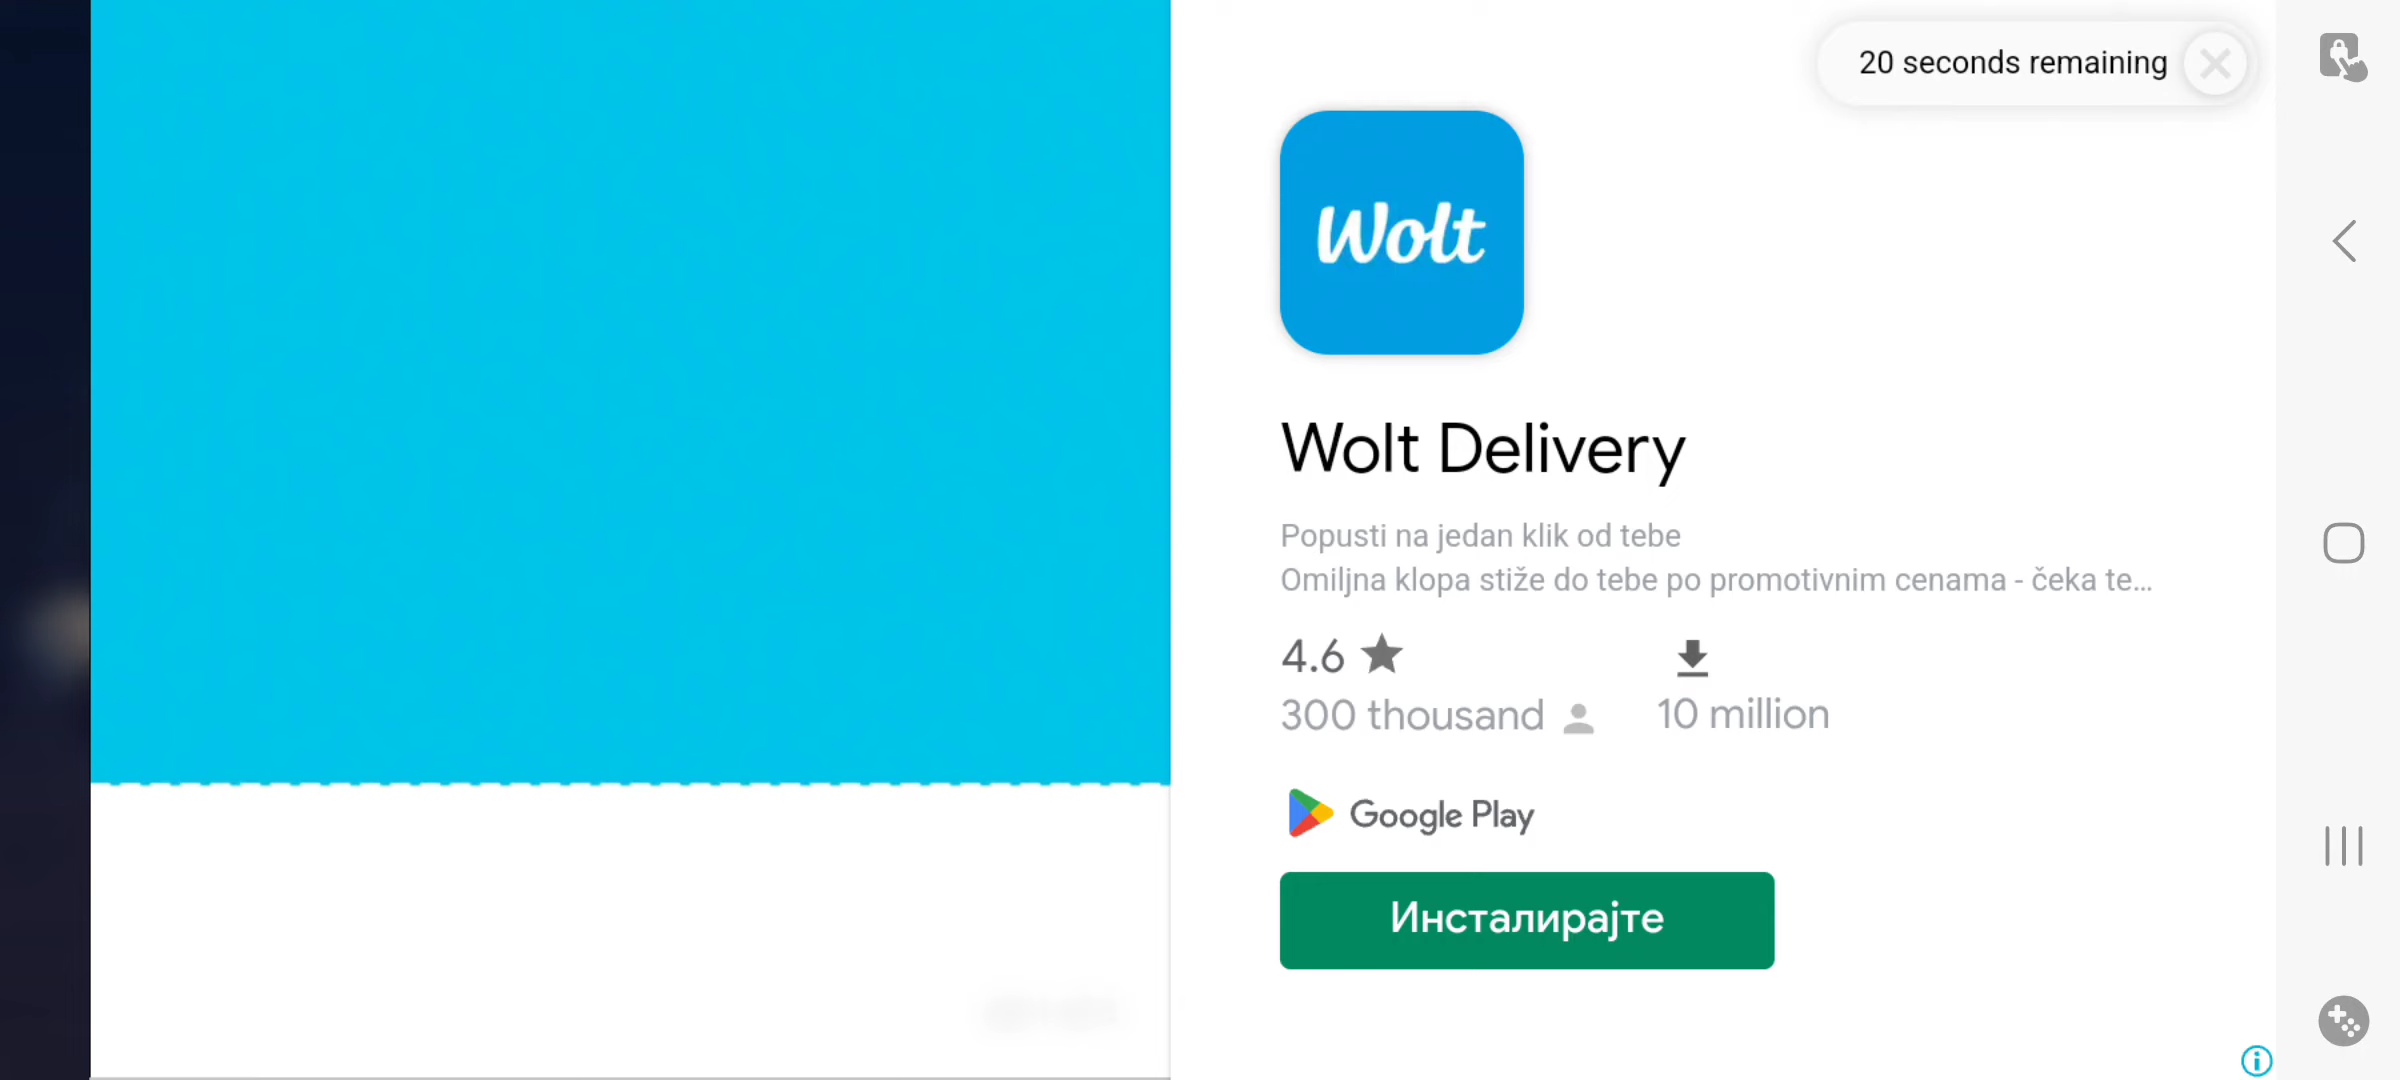 20 seconds remaining
Wolt
Wolt Delivery
Popusti na jedan klik od tebe
Omiljna klopa stiže do tebe po promotivnim cenama - čeka te...
4.6
300 thousand
10 million
Google Play
Инсталирајте